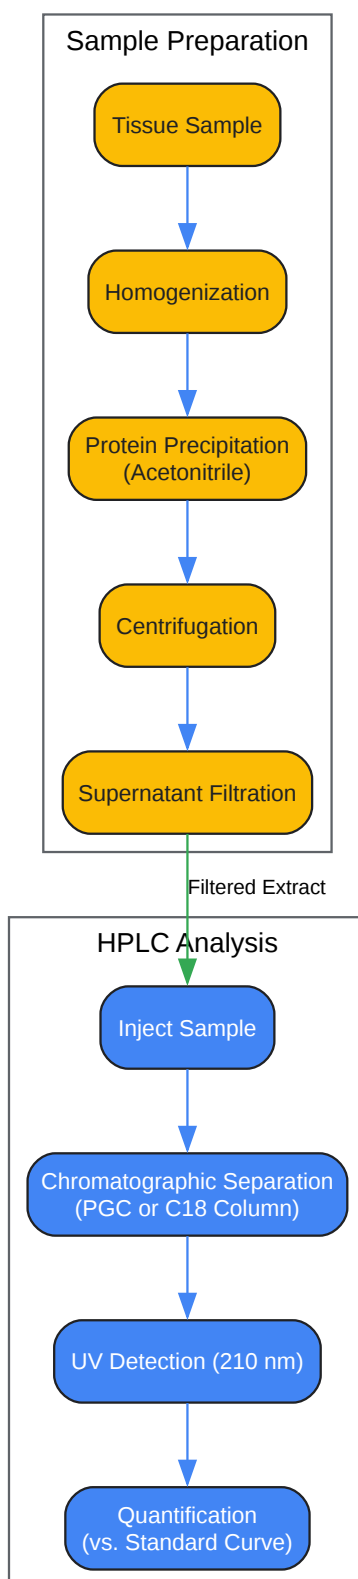 Sample Preparation
Tissue Sample
Homogenization
Protein Precipitation
(Acetonitrile)
Centrifugation
Supernatant Filtration
Filtered Extract
HPLC Analysis
Inject Sample
Chromatographic Separation
(PGC or C18 Column)
UV Detection (210 nm)
Quantification
(vs. Standard Curve)